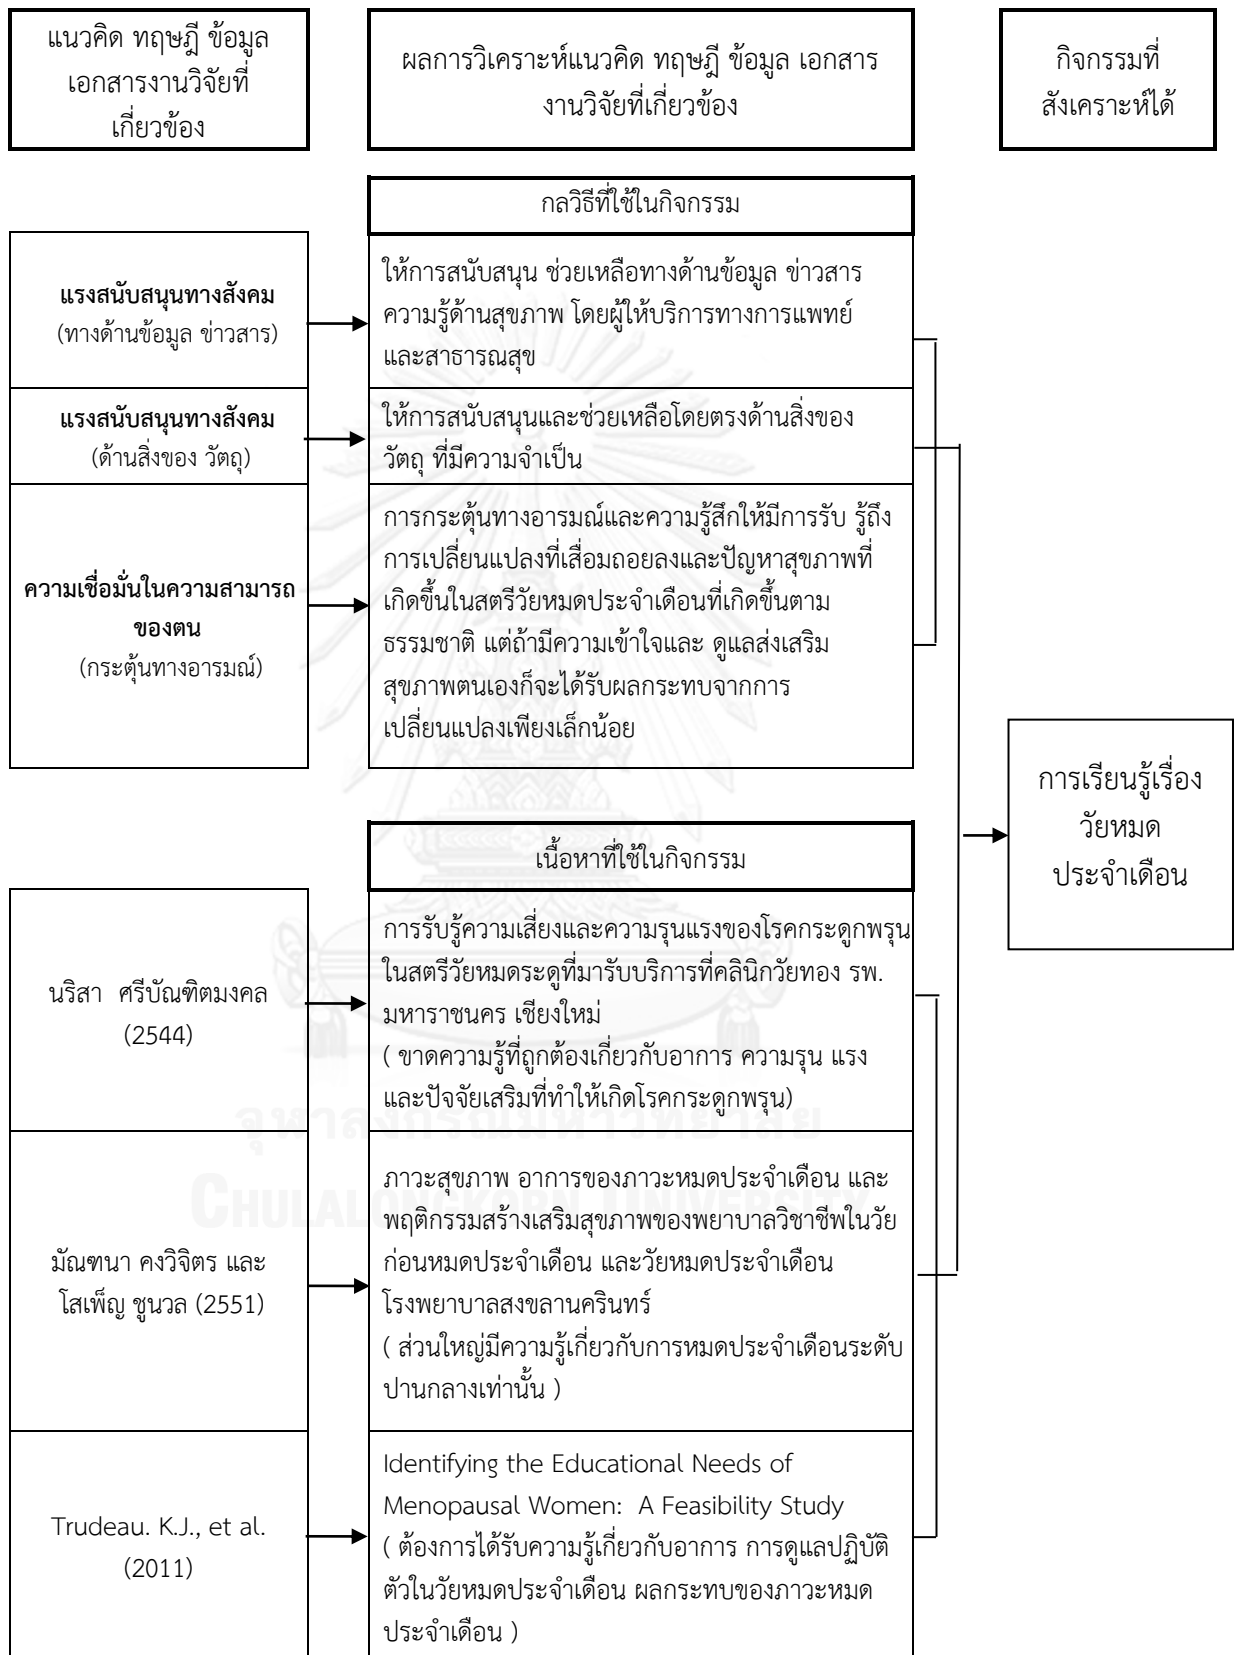 แนวคิด ทฤษฎี ข้อมูล
เอกสารงานวิจัยที่
เกี่ยวข้อง
ผลการวิเคราะห์แนวคิด ทฤษฎี ข้อมูล เอกสาร
งานวิจัยที่เกี่ยวข้อง
กิจกรรมที่
สังเคราะห์ได้
กลวิธีที่ใช้ในกิจกรรม
แรงสนับสนุนทางสังคม
(ทางด้านข้อมูล ข่าวสาร)
ให้การสนับสนุน ช่วยเหลือทางด้านข้อมูล ข่าวสาร
ความรู้ด้านสุขภาพ โดยผู้ให้บริการทางการแพทย์
และสาธารณสุข
แรงสนับสนุนทางสังคม
(ด้านสิ่งของ วัตถุ)
ให้การสนับสนุนและช่วยเหลือโดยตรงด้านสิ่งของ
วัตถุ ที่มีความจำเป็น
ความเชื่อมั่นในความสามารถ
ของตน
(กระตุ้นทางอารมณ์)
การกระตุ้นทางอารมณ์และความรู้สึกให้มีการรับ รู้ถึง
การเปลี่ยนแปลงที่เสื่อมถอยลงและปัญหาสุขภาพที่
เกิดขึ้นในสตรีวัยหมดประจำเดือนที่เกิดขึ้นตาม
ธรรมชาติ แต่ถ้ามีความเข้าใจและ ดูแลส่งเสริม
สุขภาพตนเองก็จะได้รับผลกระทบจากการ
เปลี่ยนแปลงเพียงเล็กน้อย
การเรียนรู้เรื่อง
วัยหมด
ประจำเดือน
เนื้อหาที่ใช้ในกิจกรรม
นริสา ศรีบัณฑิตมงคล
(2544)
การรับรู้ความเสี่ยงและความรุนแรงของโรคกระดูกพรุน
ในสตรีวัยหมดระดูที่มารับบริการที่คลินิกวัยทอง รพ.
มหาราชนคร เชียงใหม่
( ขาดความรู้ที่ถูกต้องเกี่ยวกับอาการ ความรุน แรง
และปัจจัยเสริมที่ทำให้เกิดโรคกระดูกพรุน)
มัณฑนา คงวิจิตร และ
โสเพ็ญ ชูนวล (2551)
ภาวะสุขภาพ อาการของภาวะหมดประจำเดือน และ
พฤติกรรมสร้างเสริมสุขภาพของพยาบาลวิชาชีพในวัย
ก่อนหมดประจำเดือน และวัยหมดประจำเดือน
โรงพยาบาลสงขลานครินทร์
( ส่วนใหญ่มีความรู้เกี่ยวกับการหมดประจำเดือนระดับ
ปานกลางเท่านั้น )
Trudeau. K.J., et al.
(2011)
Identifying the Educational Needs of
Menopausal Women: A Feasibility Study
( ต้องการได้รับความรู้เกี่ยวกับอาการ การดูแลปฏิบัติ
ตัวในวัยหมดประจำเดือน ผลกระทบของภาวะหมด
ประจำเดือน )
จุฬาลงกรณ์มหาวิทยาลัย
CHULALONGKORN UNIVERSITY